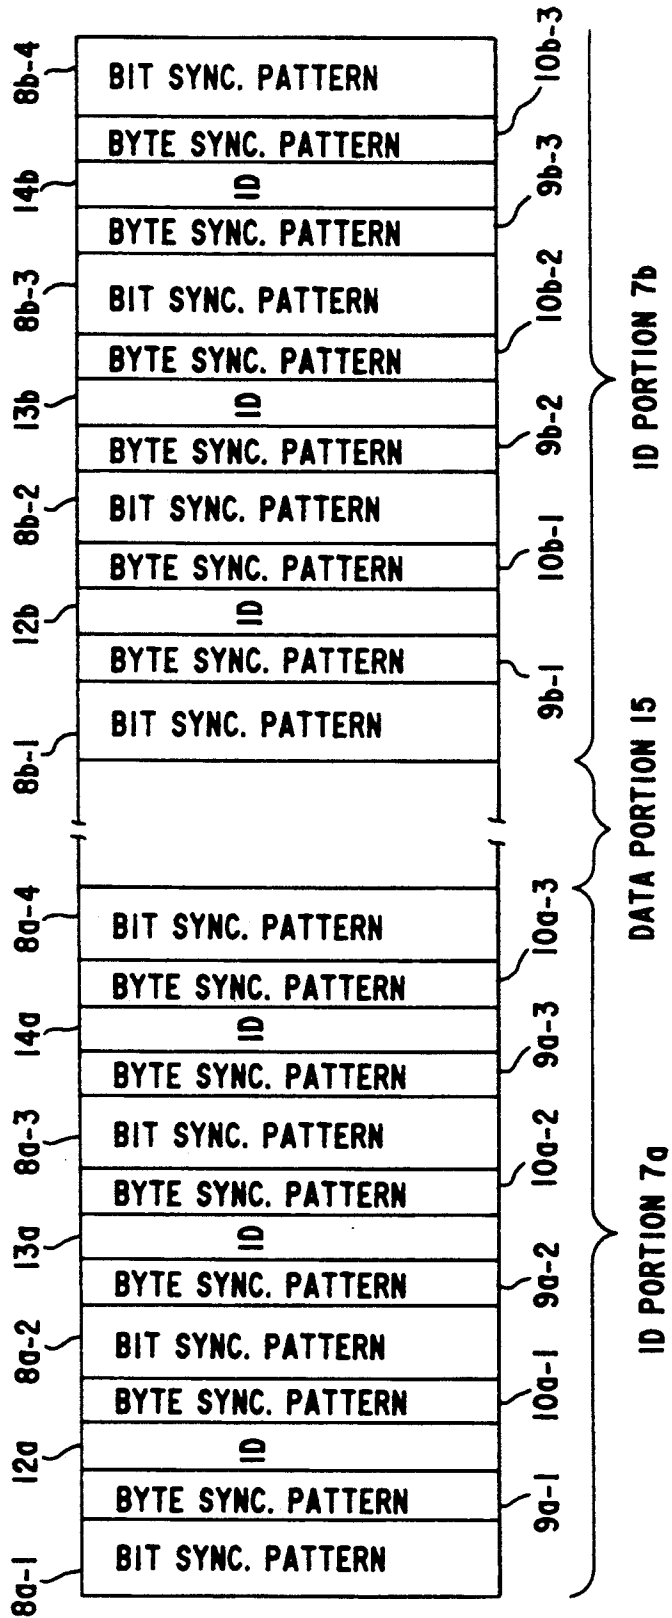 8b-4
BIT SYNC. PATTERN
BYTE SYNC. PATTERN
10b-3
14b
ID
BYTE SYNC. PATTERN
9b-3
8b-3
BIT SYNC. PATTERN
BYTE SYNC. PATTERN
10b-2
13b
ID
BYTE SYNC. PATTERN
9b-2
8b-2
BIT SYNC. PATTERN
BYTE SYNC. PATTERN
10b-1
12b
ID
BYTE SYNC. PATTERN
9b-1
8b-1
BIT SYNC. PATTERN
ID PORTION 7b
DATA PORTION 15
8a-4
BIT SYNC. PATTERN
BYTE SYNC. PATTERN
10a-3
14a
ID
BYTE SYNC. PATTERN
9a-3
8a-3
BIT SYNC. PATTERN
BYTE SYNC. PATTERN
10a-2
13a
ID
BYTE SYNC. PATTERN
9a-2
8a-2
BIT SYNC. PATTERN
BYTE SYNC. PATTERN
10a-1
12a
ID
BYTE SYNC. PATTERN
9a-1
8a-1
BIT SYNC. PATTERN
ID PORTION 7a